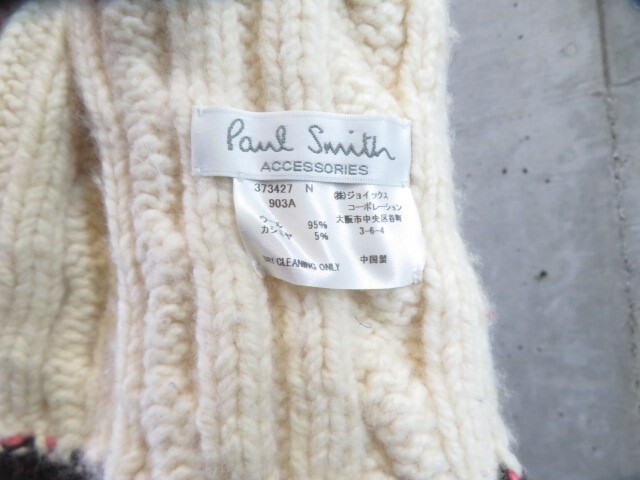 Paul Smith
ACCESSORIES
373427 N
903A
ウール 95%
カシミヤ 5%
DRY CLEANING ONLY
(株)ジョイックス
コーポレーション
大阪市中央区谷町
3-6-4
中国製